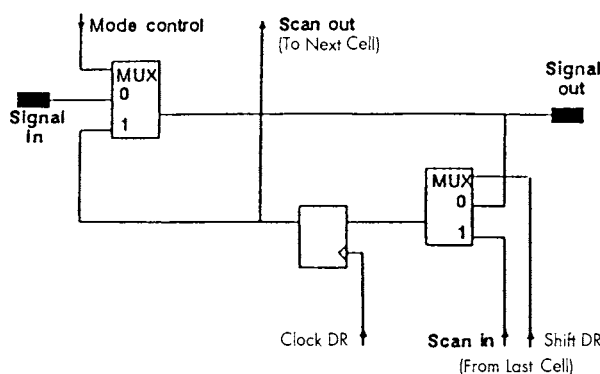 Mode control
Scan out
(To Next Cell)
MUX
0
1
Signal
in
Signal
out
MUX
0
1
Clock DR
Scan in
Shift DR
(From Last Cell)